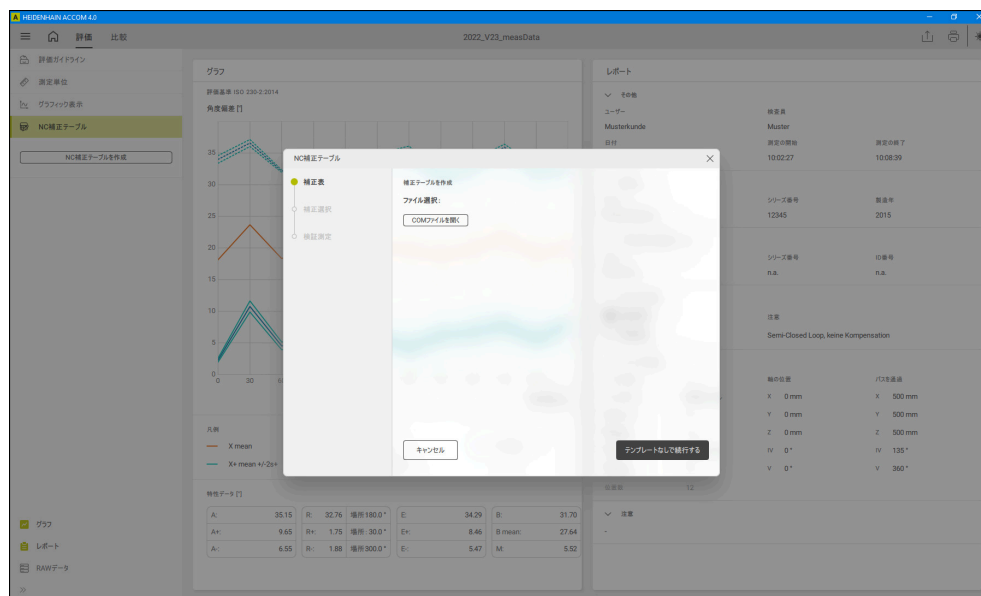 HEIDENHAIN ACCOM 4.0
評価
比較
2022_V23_measData
評価ガイドライン
測定単位
グラフィック表示
NC補正テーブル
NC補正テーブルを作成
グラフ
評価基準 ISO 230-2:2014
角度偏差 ["]
35
30
25
20
15
10
5
0
0
30
凡例
X mean
X+ mean +/-2s+
特性データ ["]
A: 35.15 R: 32.76 場所:180.0 ° E: 34.29 B: 31.70
A+: 9.65 R+: 1.75 場所: 30.0 ° E+: 8.46 B mean: 27.64
A-: 6.55 R-: 1.88 場所:300.0 ° E-: 5.47 M: 5.52
NC補正テーブル
補正表
補正選択
検証測定
補正テーブルを作成
ファイル選択:
COMファイルを開く
キャンセル
テンプレートなしで続行する
レポート
その他
ユーザー 検査員
Musterkunde Muster
日付 測定の開始 測定の終了
10:02:27 10:08:39
シリーズ番号 製造年
12345 2015
シリーズ番号 ID番号
n.a. n.a.
注意
Semi-Closed Loop, keine Kompensation
軸の位置 パスを通過
X 0 mm X 500 mm
Y 0 mm Y 500 mm
Z 0 mm Z 500 mm
IV 0 ° IV 135 °
V 0 ° V 360 °
12
注意
-
グラフ
レポート
RAWデータ